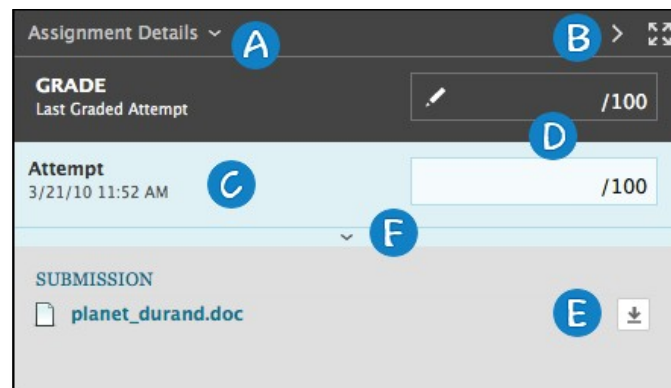 Assignment Details A B
GRADE
Last Graded Attempt
/100
D
Attempt
3/21/10 11:52 AM
C
/100
F
SUBMISSION
planet_durand.doc E